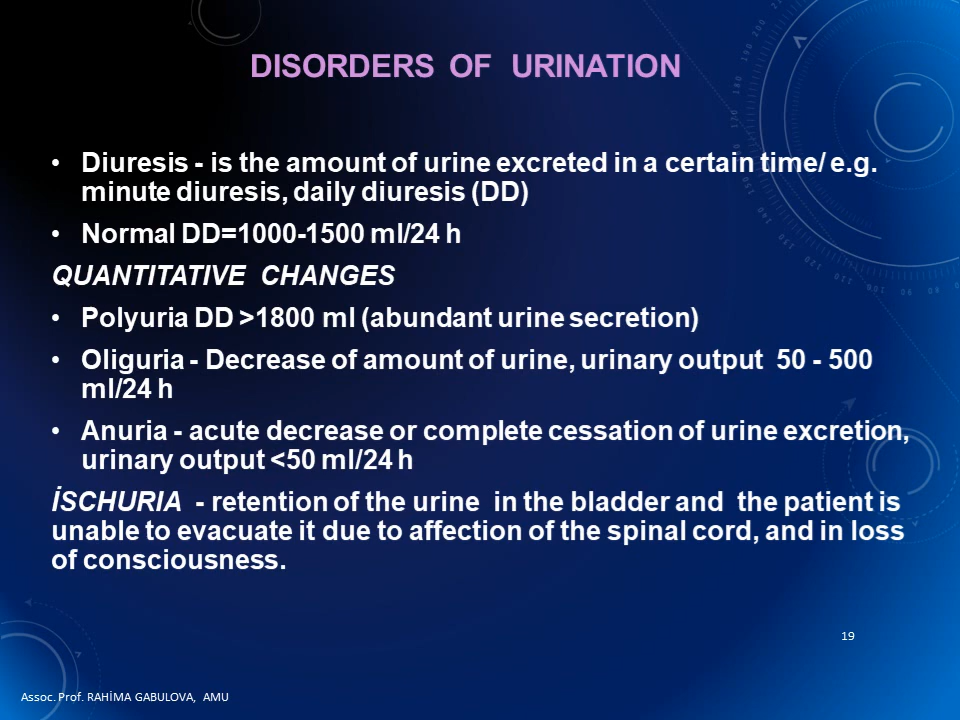 DISORDERS OF URINATION
• Diuresis - is the amount of urine excreted in a certain time/ e.g.
minute diuresis, daily diuresis (DD)
• Normal DD=1000-1500 ml/24 h
QUANTITATIVE CHANGES
• Polyuria DD >1800 ml (abundant urine secretion)
• Oliguria - Decrease of amount of urine, urinary output 50 - 500
ml/24 h
• Anuria - acute decrease or complete cessation of urine excretion,
urinary output <50 ml/24 h
İSCHURIA - retention of the urine in the bladder and the patient is
unable to evacuate it due to affection of the spinal cord, and in loss
of consciousness.
19
Assoc. Prof. RAHİMA GABULOVA, AMU